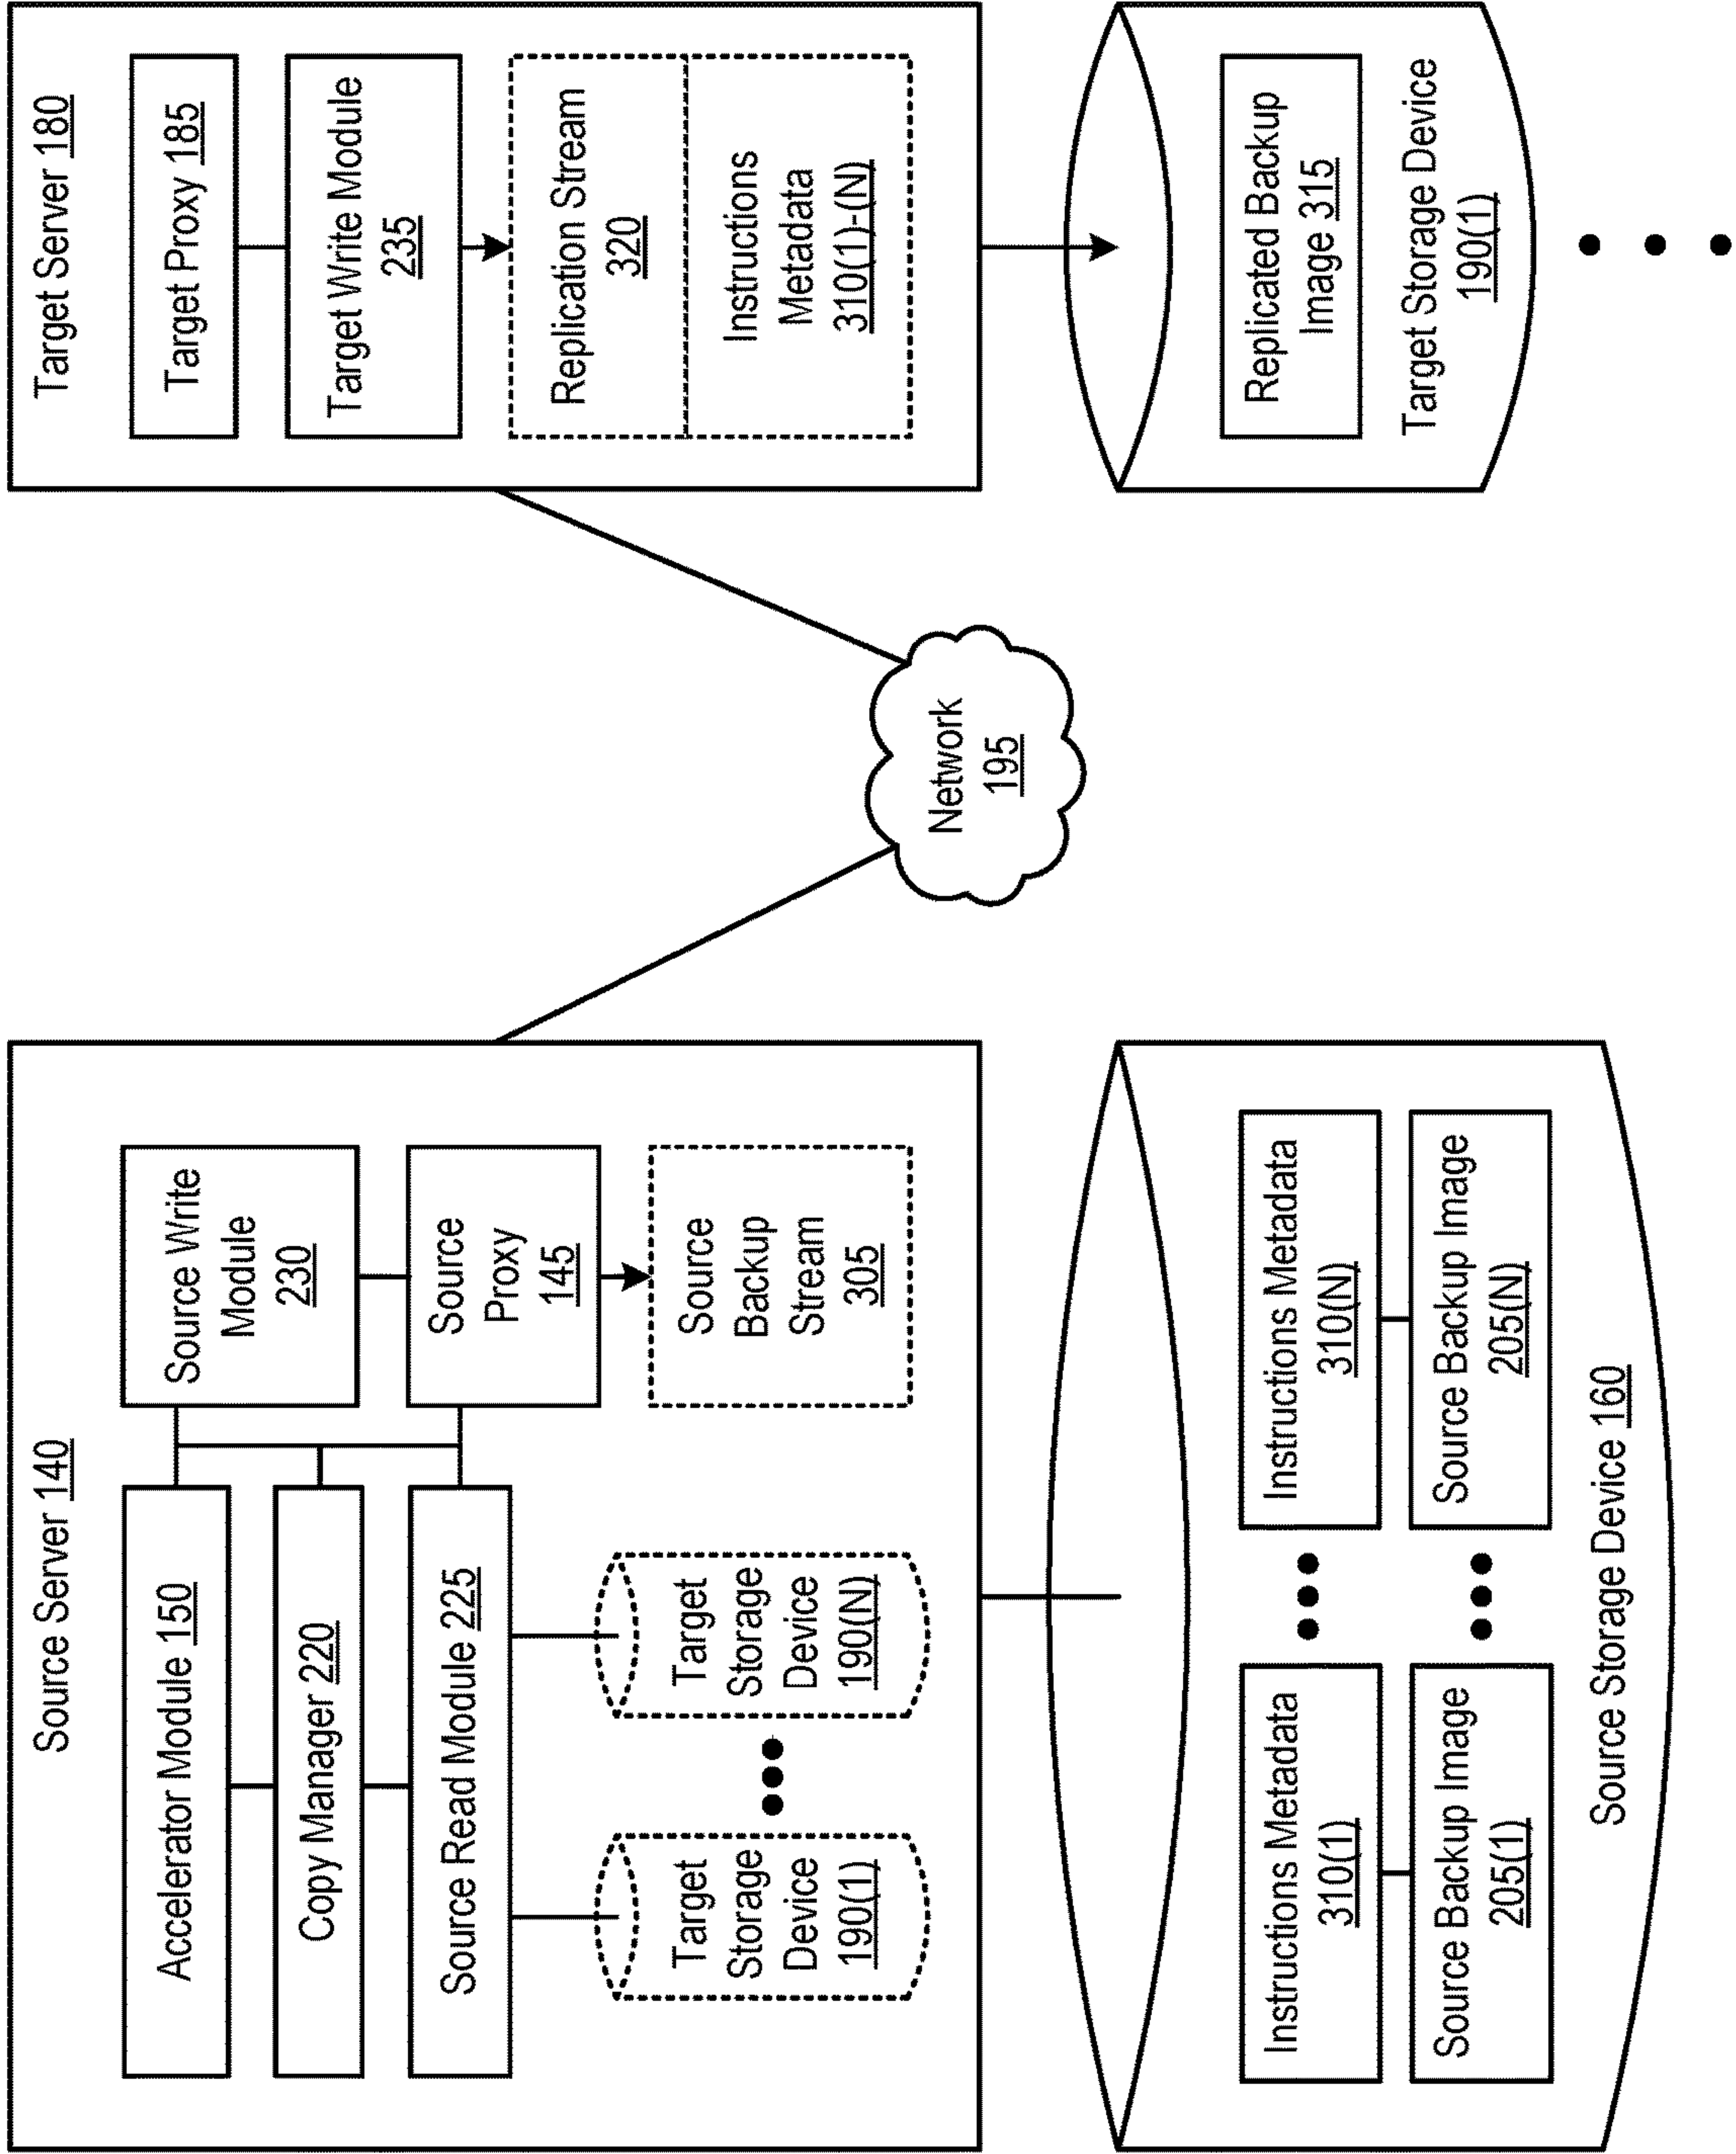 Source Server 140
Accelerator Module 150
Copy Manager 220
Source Read Module 225
Target
Storage
Device
190(1)
Target
Storage
Device
190(N)
Source Write
Module
230
Source
Proxy
145
Source
Backup
Stream
305
Instructions Metadata
310(1)
Source Backup Image
205(1)
Instructions Metadata
310(N)
Source Backup Image
205(N)
Source Storage Device 160
Network
195
Target Server 180
Target Proxy 185
Target Write Module
235
Replication Stream
320
Instructions
Metadata
310(1)-(N)
Replicated Backup
Image 315
Target Storage Device
190(1)